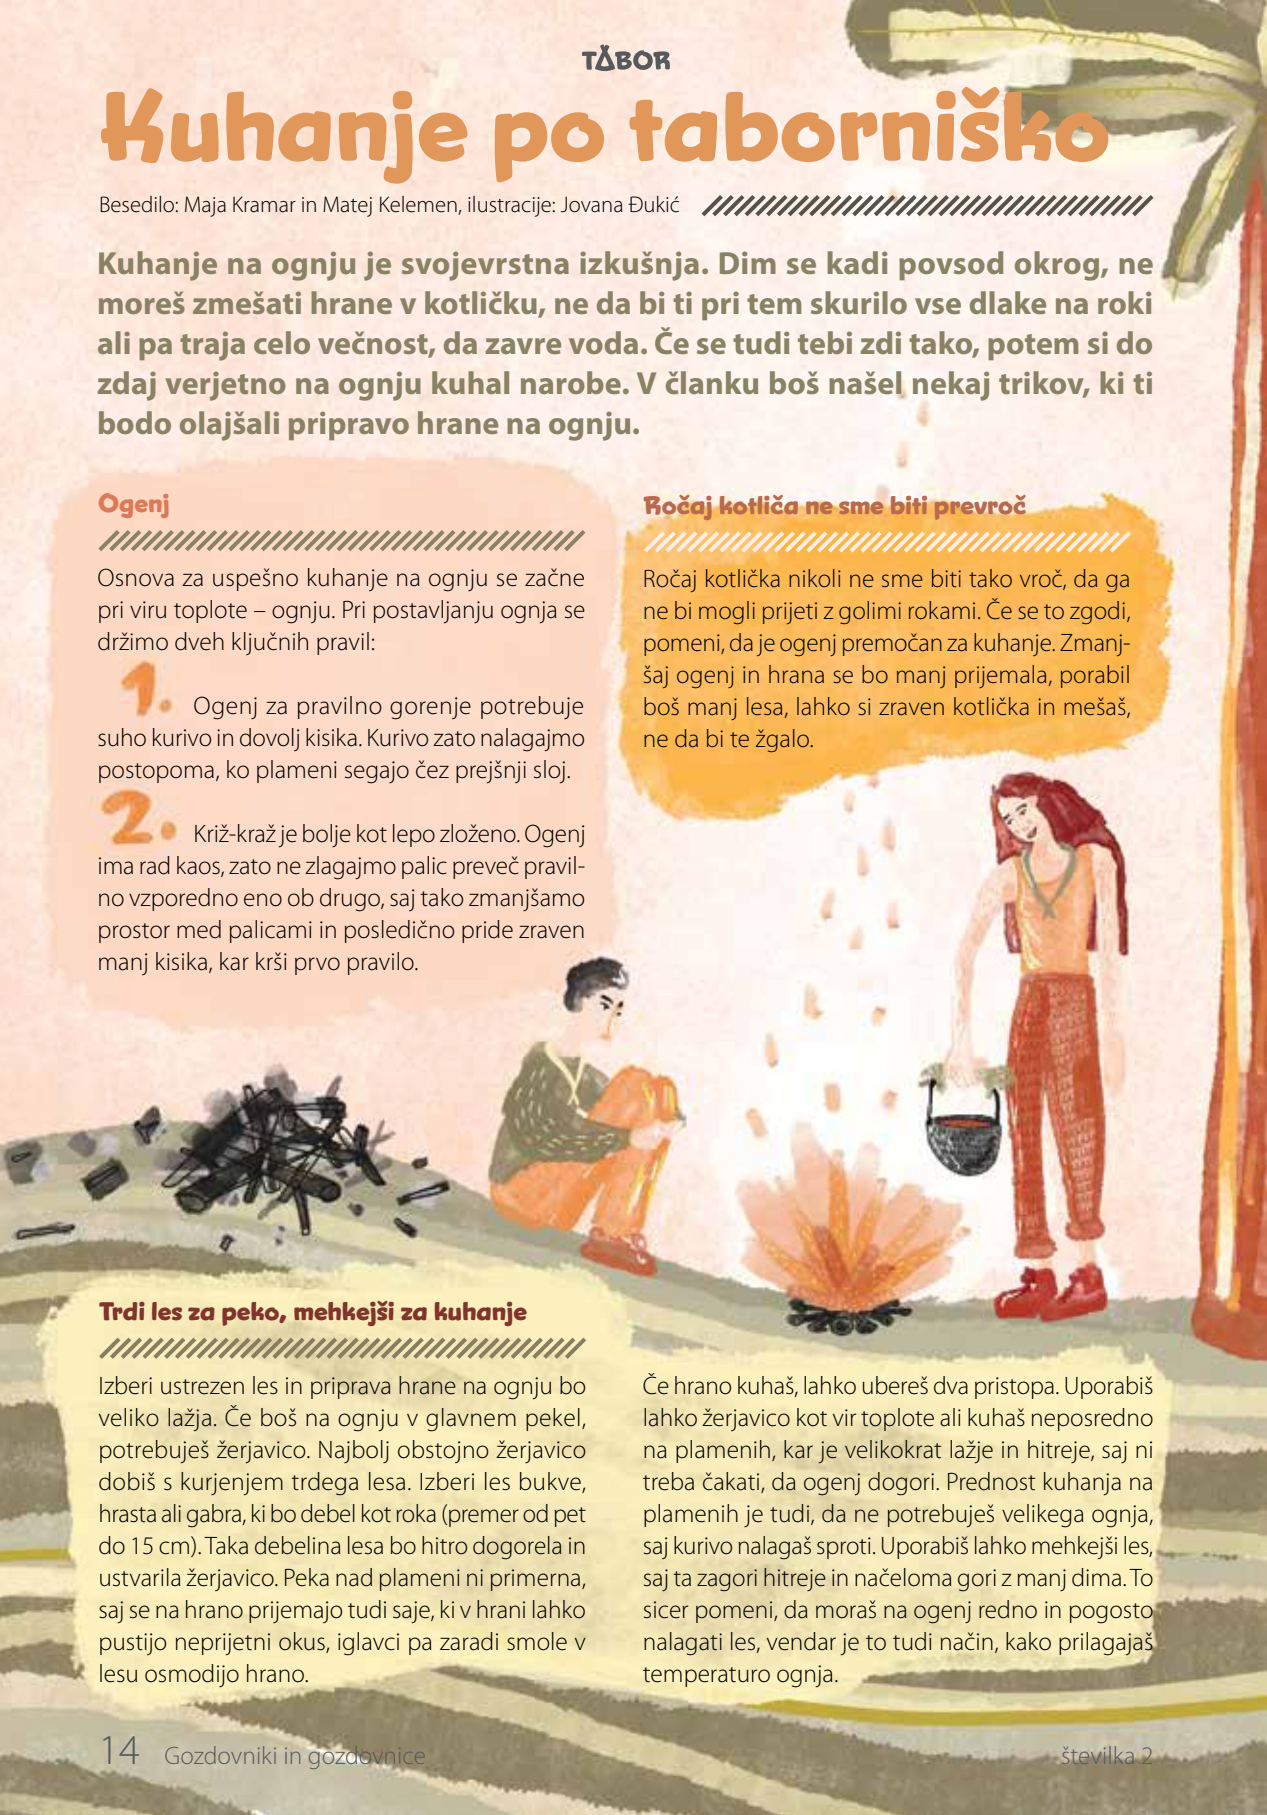 TABOR
Kuhanje po taborniško
Besedilo: Maja Kramar in Matej Kelemen, ilustracije: Jovana Đukić
Kuhanje na ognju je svojevrstna izkušnja. Dim se kadi povsod okrog, ne
moreš zmešati hrane v kotličku, ne da bi ti pri tem skurilo vse dlake na roki
ali pa traja celo večnost, da zavre voda. Če se tudi tebi zdi tako, potem si do
zdaj verjetno na ognju kuhal narobe. V članku boš našel nekaj trikov, ki ti
bodo olajšali pripravo hrane na ognju.
Ogenj
Osnova za uspešno kuhanje na ognju se začne
pri viru toplote – ognju. Pri postavljanju ognja se
držimo dveh ključnih pravil:
1. Ogenj za pravilno gorenje potrebuje
suho kurivo in dovolj kisika. Kurivo zato nalagajmo
postopoma, ko plameni segajo čez prejšnji sloj.
2. Križ-kraž je bolje kot lepo zloženo. Ogenj
ima rad kaos, zato ne zlagajmo palic preveč pravil-
no vzporedno eno ob drugo, saj tako zmanjšamo
prostor med palicami in posledično pride zraven
manj kisika, kar krši prvo pravilo.
Ročaj kotliča ne sme biti prevroč
Ročaj kotlička nikoli ne sme biti tako vroč, da ga
ne bi mogli prijeti z golimi rokami. Če se to zgodi,
pomeni, da je ogenj premočan za kuhanje. Zmanj-
šaj ogenj in hrana se bo manj prijemala, porabil
boš manj lesa, lahko si zraven kotlička in mešaš,
ne da bi te žgalo.
Trdi les za peko, mehkejši za kuhanje
Izberi ustrezen les in priprava hrane na ognju bo
veliko lažja. Če boš na ognju v glavnem pekel,
potrebuješ žerjavico. Najbolj obstojno žerjavico
dobiš s kurjenjem trdega lesa. Izberi les bukve,
hrasta ali gabra, ki bo debel kot roka (premer od pet
do 15 cm). Taka debelina lesa bo hitro dogorela in
ustvarila žerjavico. Peka nad plameni ni primerna,
saj se na hrano prijemajo tudi saje, ki v hrani lahko
pustijo neprijetni okus, iglavci pa zaradi smole v
lesu osmodijo hrano.
Če hrano kuhaš, lahko ubereš dva pristopa. Uporabiš
lahko žerjavico kot vir toplote ali kuhaš neposredno
na plamenih, kar je velikokrat lažje in hitreje, saj ni
treba čakati, da ogenj dogori. Prednost kuhanja na
plamenih je tudi, da ne potrebuješ velikega ognja,
saj kurivo nalagaš sproti. Uporabiš lahko mehkejši les,
saj ta zagori hitreje in načeloma gori z manj dima. To
sicer pomeni, da moraš na ogenj redno in pogosto
nalagati les, vendar je to tudi način, kako prilagajaš
temperaturo ognja.
14 Gozdovniki in gozdovnice
številka 2